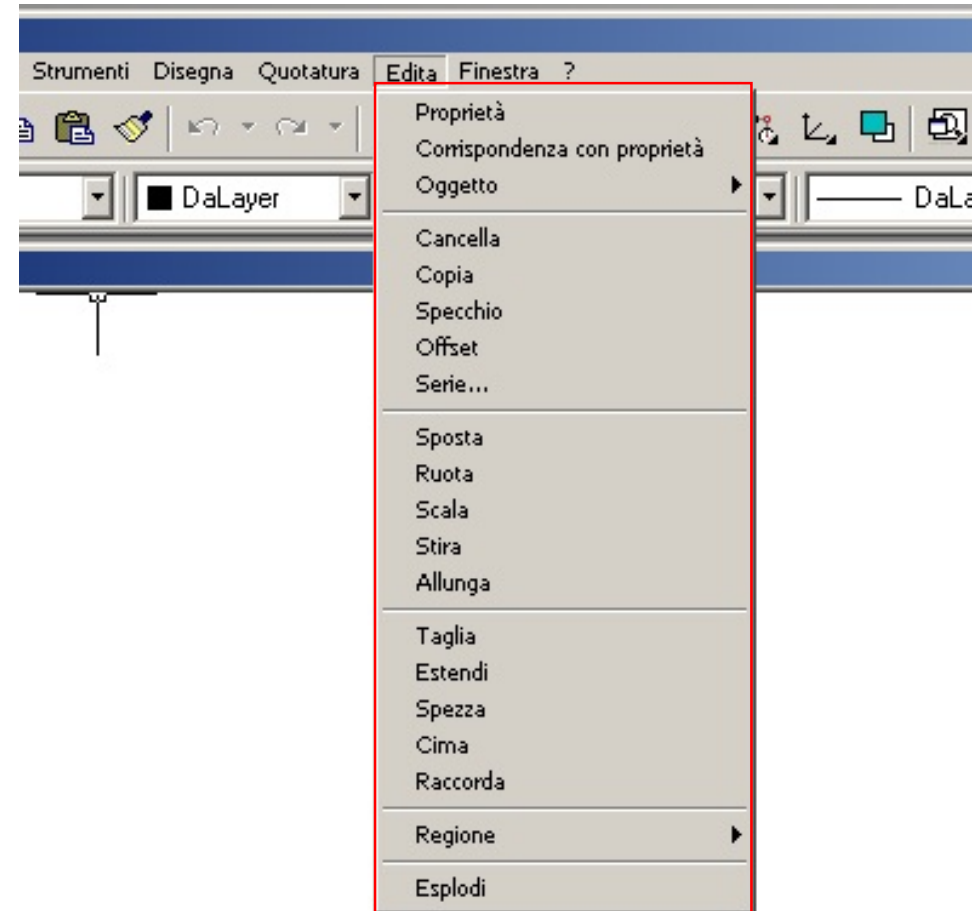 Strumenti Disegna Quotatura Edita Finestra ?
DaLayer
DaLa
Proprietà
Corrispondenza con proprietà
Oggetto
Cancella
Copia
Specchio
Offset
Serie...
Sposta
Ruota
Scala
Stira
Allunga
Taglia
Estendi
Spezza
Cima
Raccorda
Regione
Esplodi